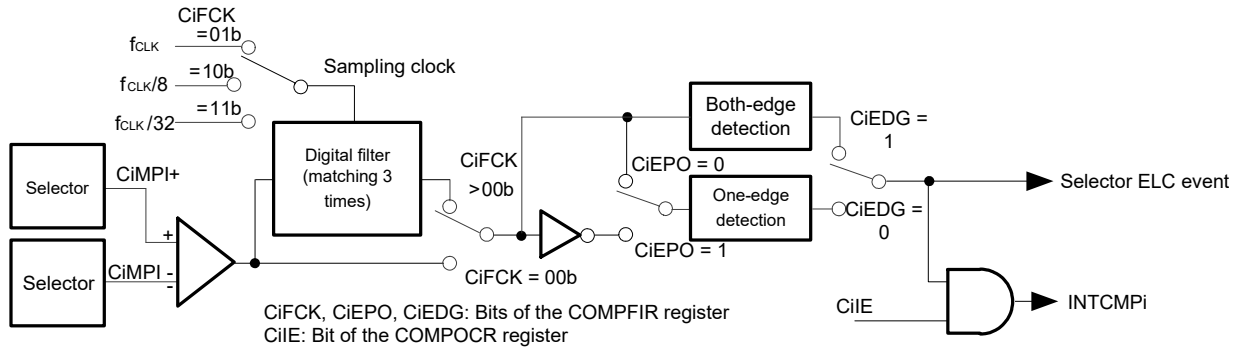 CiFCK
=01b
fCLK
Sampling clock
=10b
fCLK/8
=11b
fCLK/32
Both-edge
detection
CiEDG =
1
Digital filter
(matching 3
times)
CiFCK
>00b
CiEPO = 0
Selector
CiMPI+
Selector ELC event
One-edge
detection
CiEDG =
0
+
CiEPO = 1
Selector
CiMPI -
-
CiFCK = 00b
CiIE
INTCMPi
CiFCK, CiEPO, CiEDG: Bits of the COMPFIR register
CiIE: Bit of the COMPOCR register